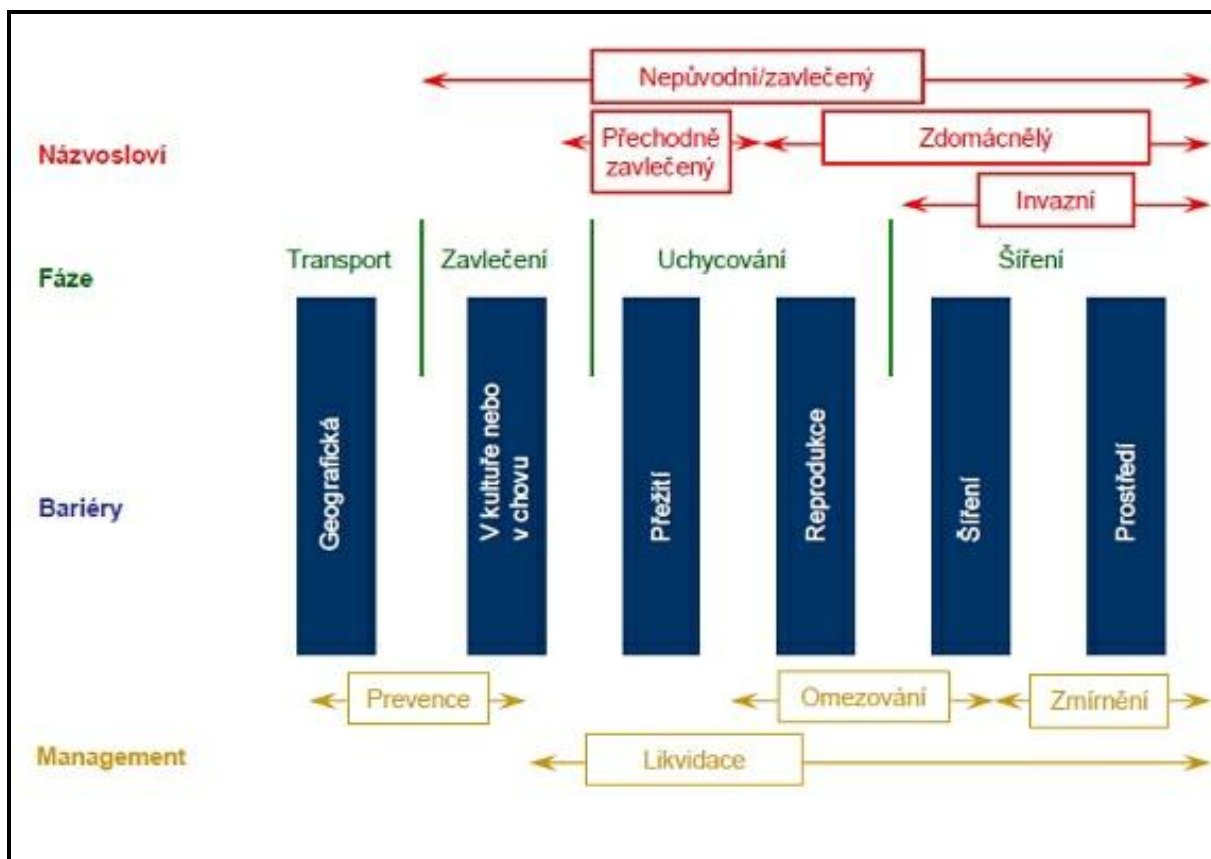 Nepůvodní/zavlečený
Názvosloví
Přechodně
zavlečený
Zdomácnělý
Invazní
Fáze
Transport
Zavlečení
Uchycování
Šíření
Bariéry
Geografická
V kultuře nebo
v chovu
Přežití
Reprodukce
Šíření
Prostředí
Prevence
Omezování
Zmírnění
Management
Likvidace